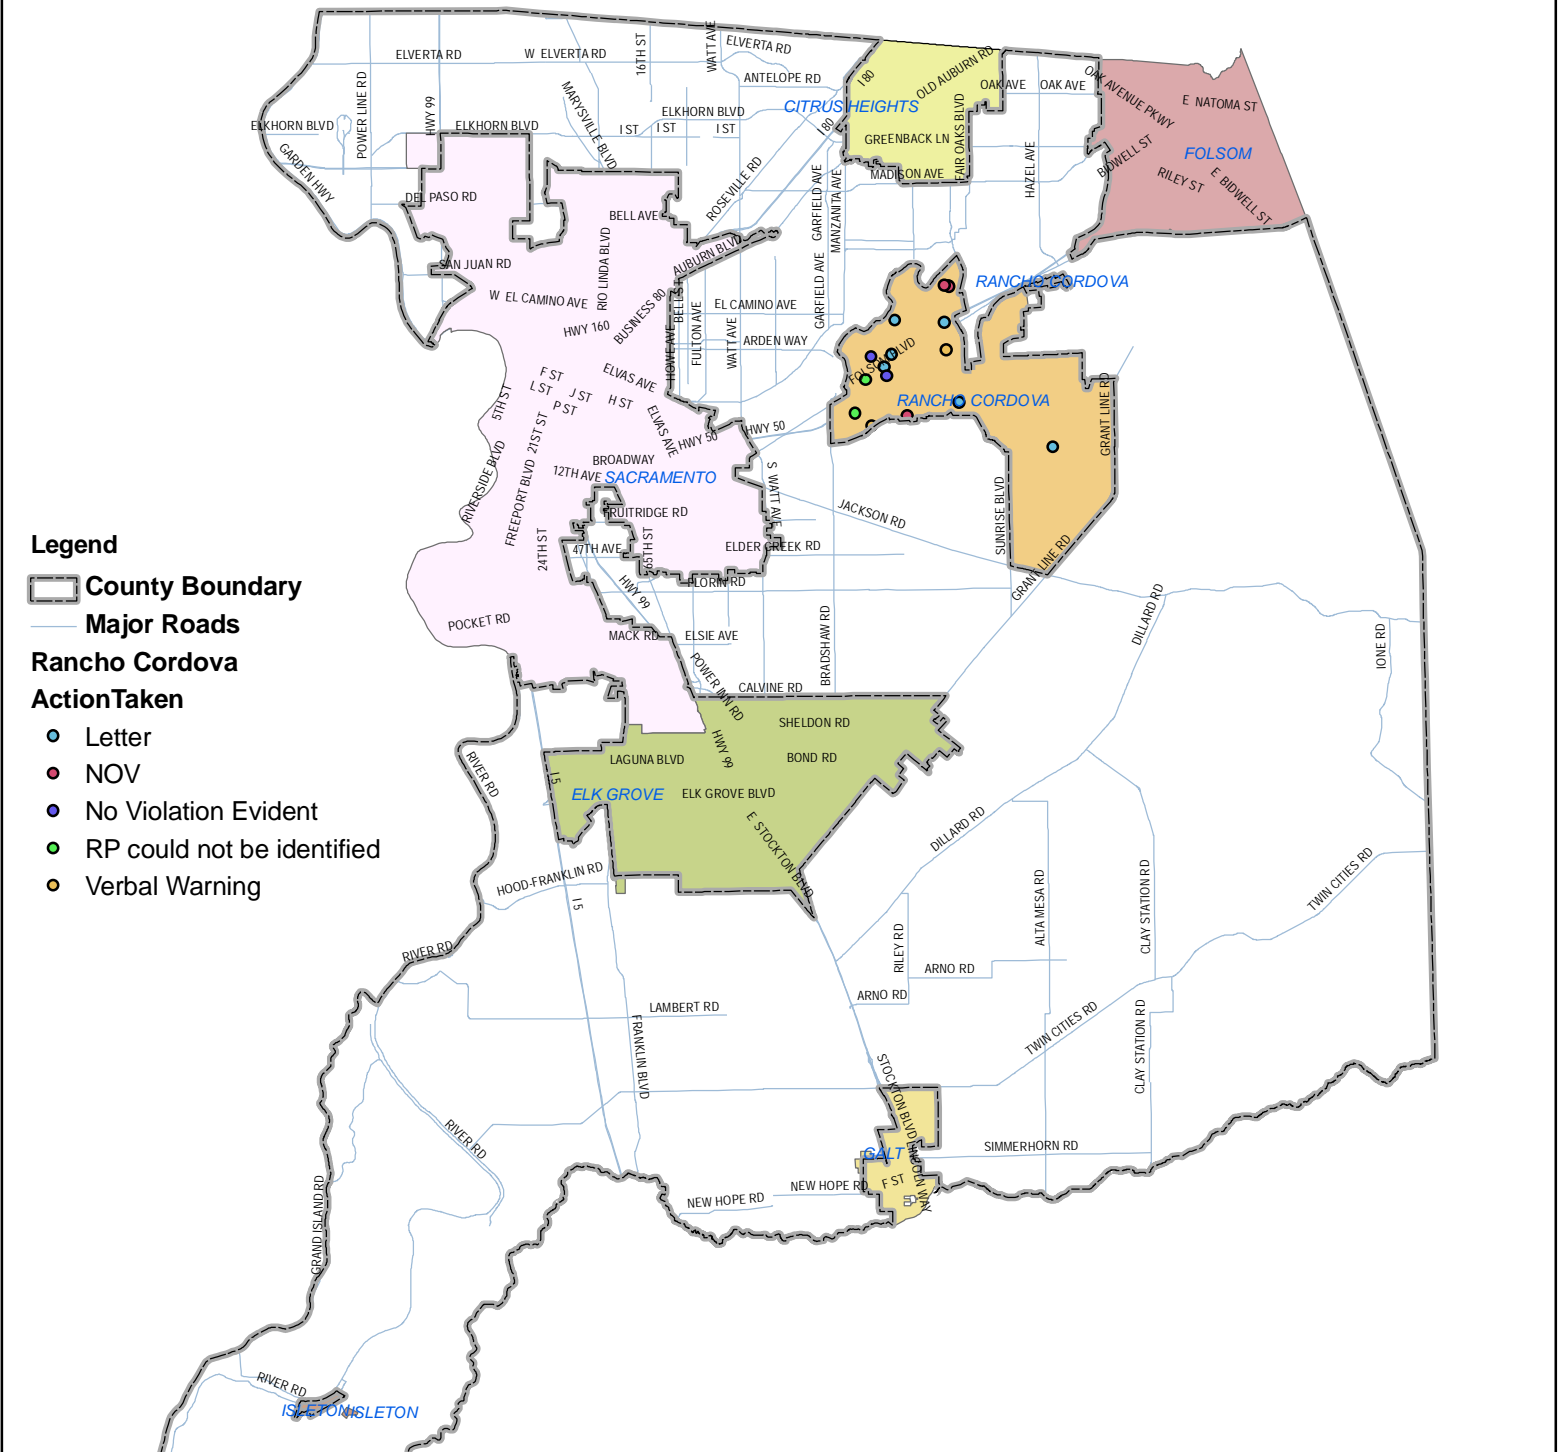 ELVERTA RD
W ELVERTA RD
16TH ST
WATT AVE
ELVERTA RD
ANTELOPE RD
I 80
OLD AUBURN RD
OAK AVE
OAK AVE
OAK AVENUE PKWY
E NATOMA ST
POWER LINE RD
HWY 99
MARYSVILLE BLVD
ELKHORN BLVD
CITRUS HEIGHTS
ELKHORN BLVD
ELKHORN BLVD
I ST
I ST
I ST
I 80
GREENBACK LN
FAIR OAKS BLVD
HAZEL AVE
BIDWELL ST
FOLSOM
RILEY ST
E BIDWELL ST
GARDEN HWY
MADISON AVE
DEL PASO RD
ROSEVILLE RD
GARFIELD AVE
MANZANITA AVE
BELL AVE
RIO LINDA BLVD
AUBURN BLVD
SAN JUAN RD
RANCHO CORDOVA
W EL CAMINO AVE
BUSINESS 80
BELL ST
EL CAMINO AVE
GARFIELD AVE
HWY 160
HOWE AVE
FULTON AVE
WATT AVE
ARDEN WAY
FOLSOM BLVD
F ST
L ST
J ST
P ST
H ST
ELVAS AVE
ELVAS AVE
5TH ST
RANCHO CORDOVA
GRANT LINE RD
HWY 50
HWY 50
21ST ST
RIVERSIDE BLVD
FREEPORT BLVD
BROADWAY
12TH AVE
SACRAMENTO
S WATT AVE
FRUITRIDGE RD
JACKSON RD
SUNRISE BLVD
24TH ST
47TH AVE
65TH ST
ELDER CREEK RD
GRANT LINE RD
HWY 99
FLORIN RD
POCKET RD
MACK RD
ELSIE AVE
BRADSHAW RD
DILLARD RD
IONE RD
POWER INN RD
CALVINE RD
SHELDON RD
HWY 99
LAGUNA BLVD
BOND RD
RIVER RD
I 5
ELK GROVE
ELK GROVE BLVD
E STOCKTON BLVD
DILLARD RD
HOOD-FRANKLIN RD
I 5
RIVER RD
RILEY RD
ALTA MESA RD
CLAY STATION RD
TWIN CITIES RD
ARNO RD
ARNO RD
LAMBERT RD
FRANKLIN BLVD
TWIN CITIES RD
CLAY STATION RD
STOCKTON BLVD
RIVER RD
GALT
LINCOLN WAY
SIMMERHORN RD
F ST
NEW HOPE RD
NEW HOPE RD
GRAND ISLAND RD
RIVER RD
ISLETON
ISLETON
Legend
County Boundary
Major Roads
Rancho Cordova
ActionTaken
Letter
NOV
No Violation Evident
RP could not be identified
Verbal Warning